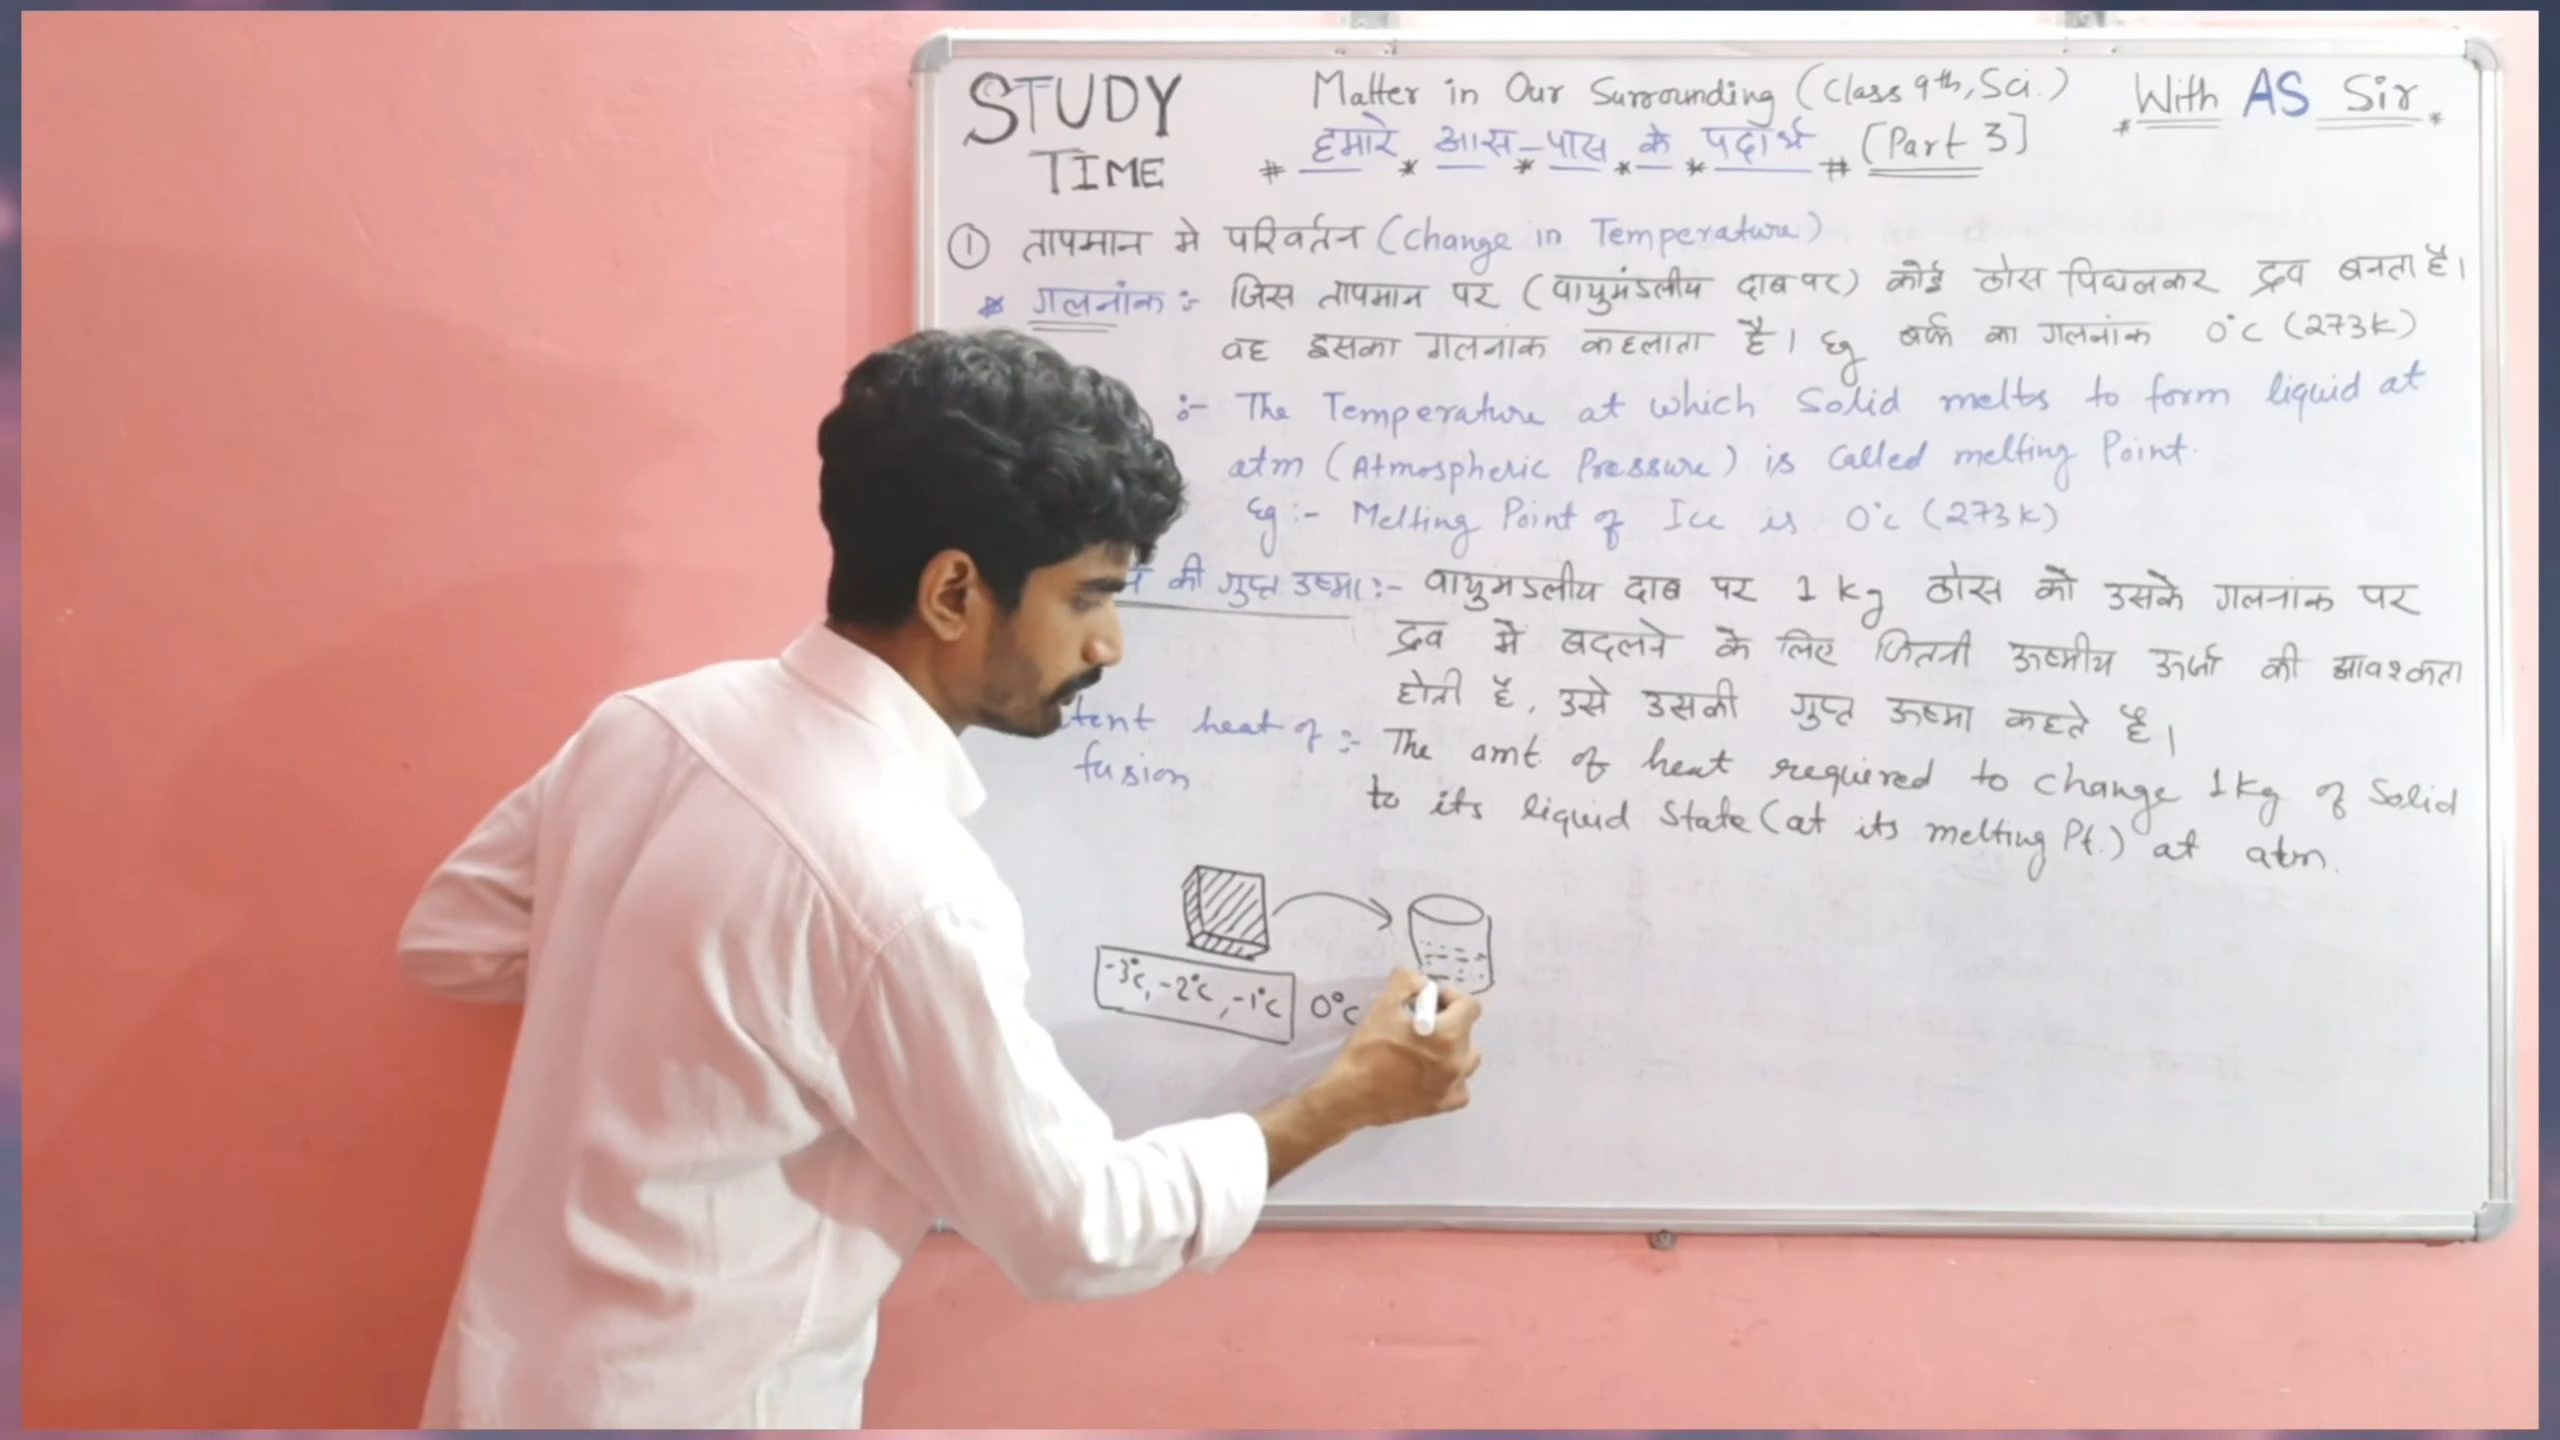 STUDY
TIME
Matter in Our Surrounding (Class 9th, Sci.)
With AS Sir
# हमारे * आस-पास * के * पदार्थ # [Part 3]
① तापमान मे परिवर्तन (Change in Temperature)
* गलनांक :- जिस तापमान पर (वायुमंडलीय दाब पर) कोई ठोस पिघलकर द्रव बनता है।
वह इसका गलनांक कहलाता है। Eg बर्फ का गलनांक 0°C (273K)
:- The Temperature at which Solid melts to form liquid at
atm (Atmospheric Pressure) is Called melting Point.
Eg :- Melting Point of Ice is 0°C (273K)
की गुप्त उष्मा :- वायुमडलीय दाब पर 1 kg ठोस को उसके गलनांक पर
द्रव में बदलने के लिए जितनी ऊष्मीय ऊर्जा की आवश्कता
होती है, उसे उसकी गुप्त ऊष्मा कहते है।
tent heat of :- The amt of heat required to change 1Kg of Solid
fusion
to its liquid State (at its melting Pt.) at atm.
-3°C, -2°C, -1°C 0°C